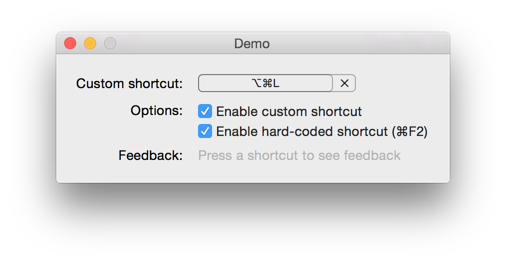 Demo
Custom shortcut: ⌥⌘L ×
Options: Enable custom shortcut
Enable hard-coded shortcut (⌘F2)
Feedback: Press a shortcut to see feedback